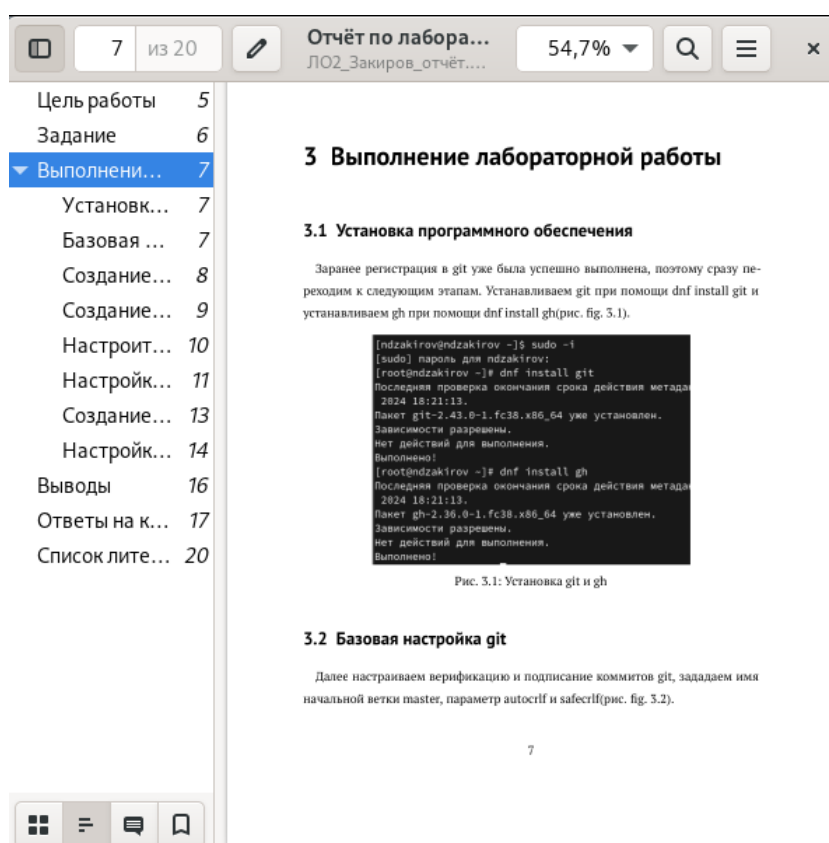 7 из 20
Отчёт по лабора...
ЛО2_Закиров_отчёт....
54,7%
Цель работы 5
Задание 6
Выполнени... 7
Установк... 7
Базовая ... 7
Создание... 8
Создание... 9
Настроит... 10
Настройк... 11
Создание... 13
Настройк... 14
Выводы 16
Ответы на к... 17
Список лите... 20
3 Выполнение лабораторной работы
3.1 Установка программного обеспечения
Заранее регистрация в git уже была успешно выполнена, поэтому сразу пе-
реходим к следующим этапам. Устанавливаем git при помощи dnf install git и
устанавливаем gh при помощи dnf install gh(рис. fig. 3.1).
[ndzakirov@ndzakirov ~]$ sudo -i
[sudo] пароль для ndzakirov:
[root@ndzakirov ~]# dnf install git
Последняя проверка окончания срока действия метада
2024 18:21:13.
Пакет git-2.43.0-1.fc38.x86_64 уже установлен.
Зависимости разрешены.
Нет действий для выполнения.
Выполнено!
[root@ndzakirov ~]# dnf install gh
Последняя проверка окончания срока действия метада
2024 18:21:13.
Пакет gh-2.36.0-1.fc38.x86_64 уже установлен.
Зависимости разрешены.
Нет действий для выполнения.
Выполнено!
Рис. 3.1: Установка git и gh
3.2 Базовая настройка git
Далее настраиваем верификацию и подписание коммитов git, зададаем имя
начальной ветки master, параметр autocrlf и safecrlf(рис. fig. 3.2).
7